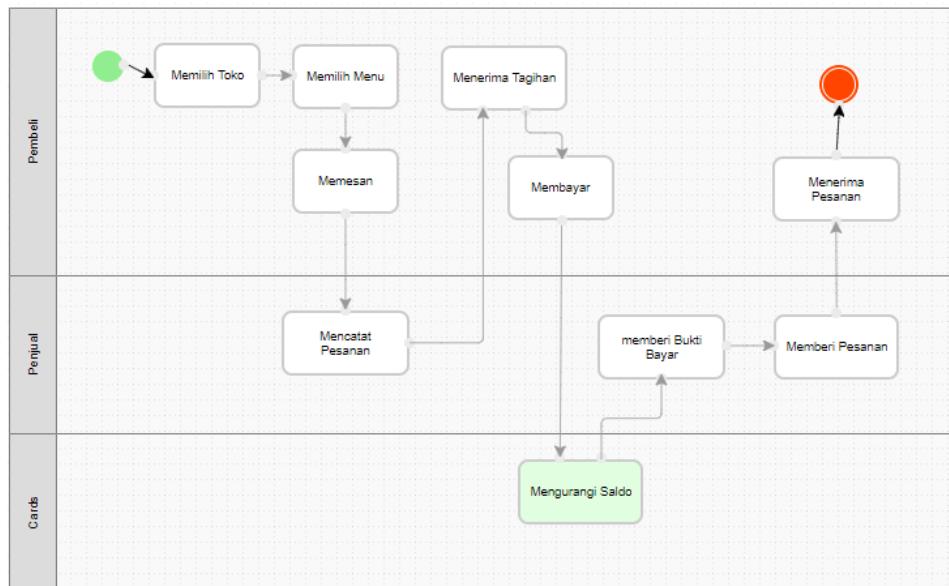 Pembeli
Memilih Toko
Memilih Menu
Menerima Tagihan
Memesan
Membayar
Menerima
Pesanan
Penjual
Mencatat
Pesanan
memberi Bukti
Bayar
Memberi Pesanan
Cards
Mengurangi Saldo